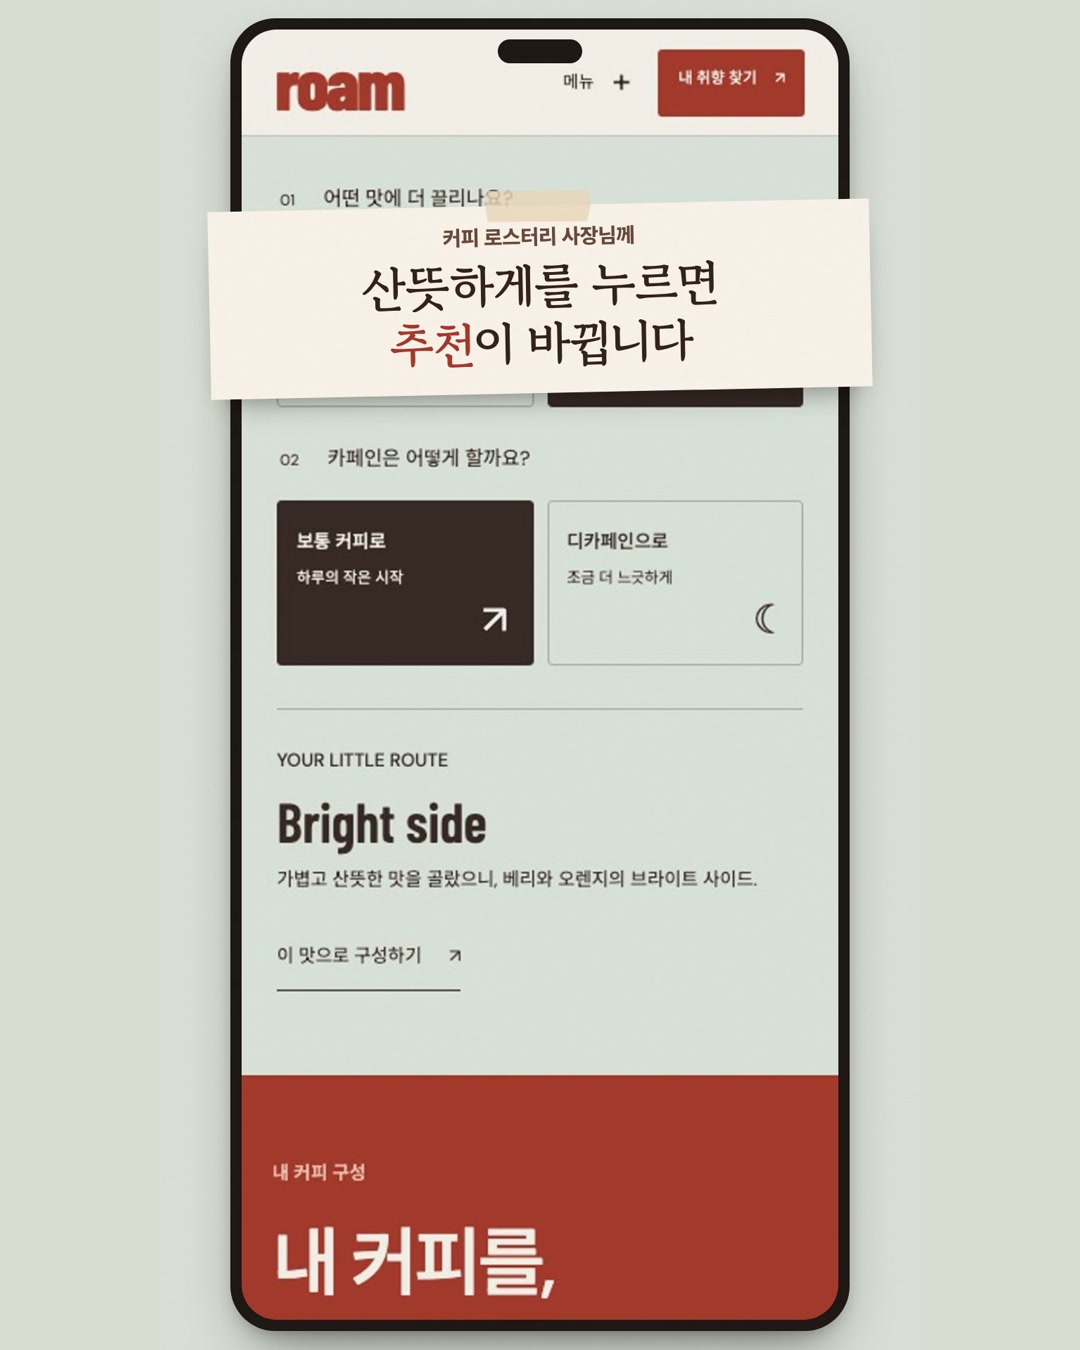 roam
메뉴 +
내 취향 찾기 ↗
01 어떤 맛에 더 끌리나요?
커피 로스터리 사장님께
산뜻하게를 누르면
추천이 바뀝니다
02 카페인은 어떻게 할까요?
보통 커피로
하루의 작은 시작
디카페인으로
조금 더 느긋하게
YOUR LITTLE ROUTE
Bright side
가볍고 산뜻한 맛을 골랐으니, 베리와 오렌지의 브라이트 사이드.
이 맛으로 구성하기 ↗
내 커피 구성
내 커피를,